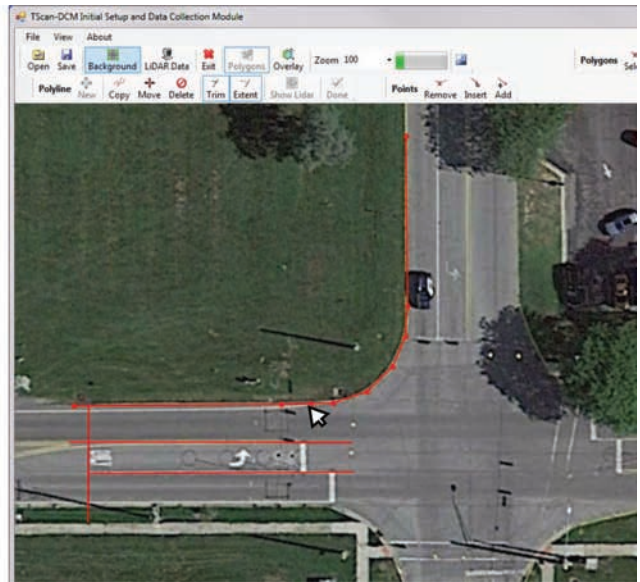 TScan-DCM Initial Setup and Data Collection Module
File View About
Open Save Background LiDAR Data Exit Polygons Overlay Zoom 100 Polygons Sele
Polyline New Copy Move Delete Trim Extent Show Lidar Done Points Remove Insert Add